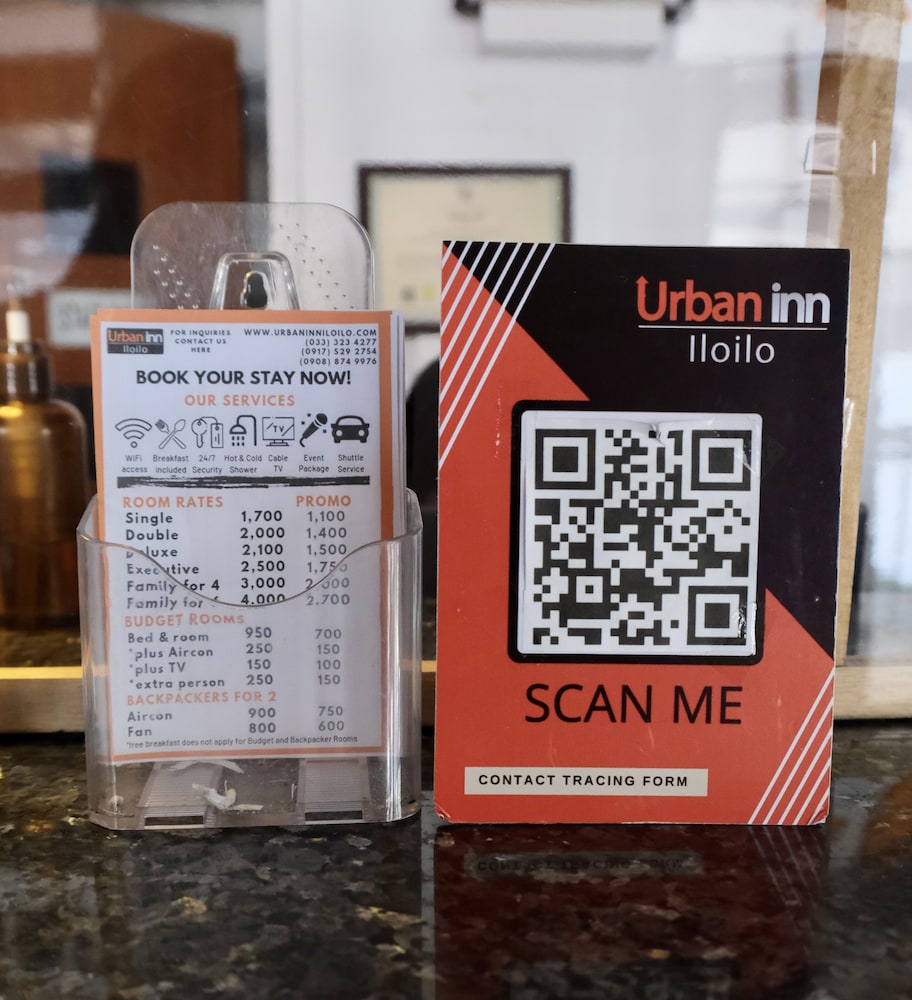 Urban inn
Iloilo
FOR INQUIRIES
CONTACT US
HERE
WWW.URBANINNILOILO.COM
(033) 323 4277
(0917) 529 2754
(0908) 874 9976
BOOK YOUR STAY NOW!
OUR SERVICES
TV
WIFI access
Breakfast included
24/7 Security
Hot & Cold Shower
Cable TV
Event Package
Shuttle Service
ROOM RATES PROMO
Single 1,700 1,100
Double 2,000 1,400
Deluxe 2,100 1,500
Executive 2,500 1,750
Family for 4 3,000
Family for 4,000 2,700
BUDGET ROOMS
Bed & room 950 700
*plus Aircon 250 150
*plus TV 150 100
*extra person 250 150
BACKPACKERS FOR 2
Aircon 900 750
Fan 800 600
*free breakfast does not apply for Budget and Backpacker Rooms
Urban inn
Iloilo
SCAN ME
CONTACT TRACING FORM